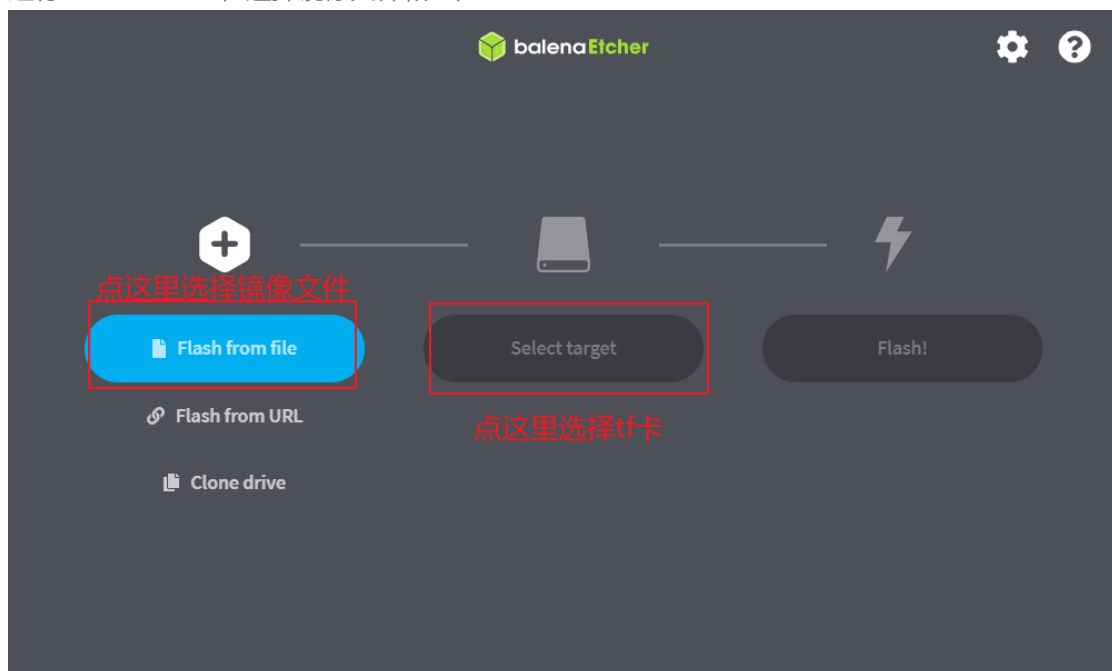 balenaEtcher
点这里选择镜像文件
Flash from file
Select target
Flash!
Flash from URL
点这里选择tf卡
Clone drive